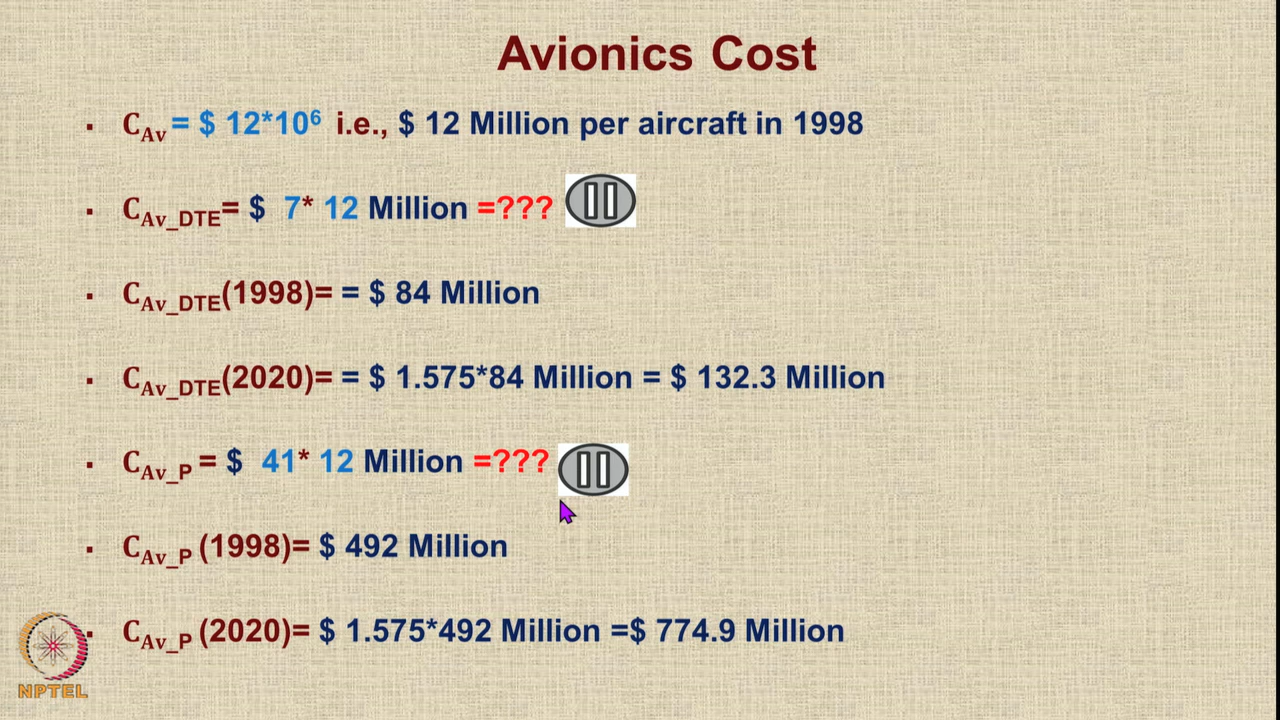 Avionics Cost
▪ C_Av = $ 12*10⁶ i.e., $ 12 Million per aircraft in 1998
▪ C_Av_DTE= $ 7* 12 Million =???
▪ C_Av_DTE(1998)= = $ 84 Million
▪ C_Av_DTE(2020)= = $ 1.575*84 Million = $ 132.3 Million
▪ C_Av_P = $ 41* 12 Million =???
▪ C_Av_P (1998)= $ 492 Million
▪ C_Av_P (2020)= $ 1.575*492 Million =$ 774.9 Million
NPTEL